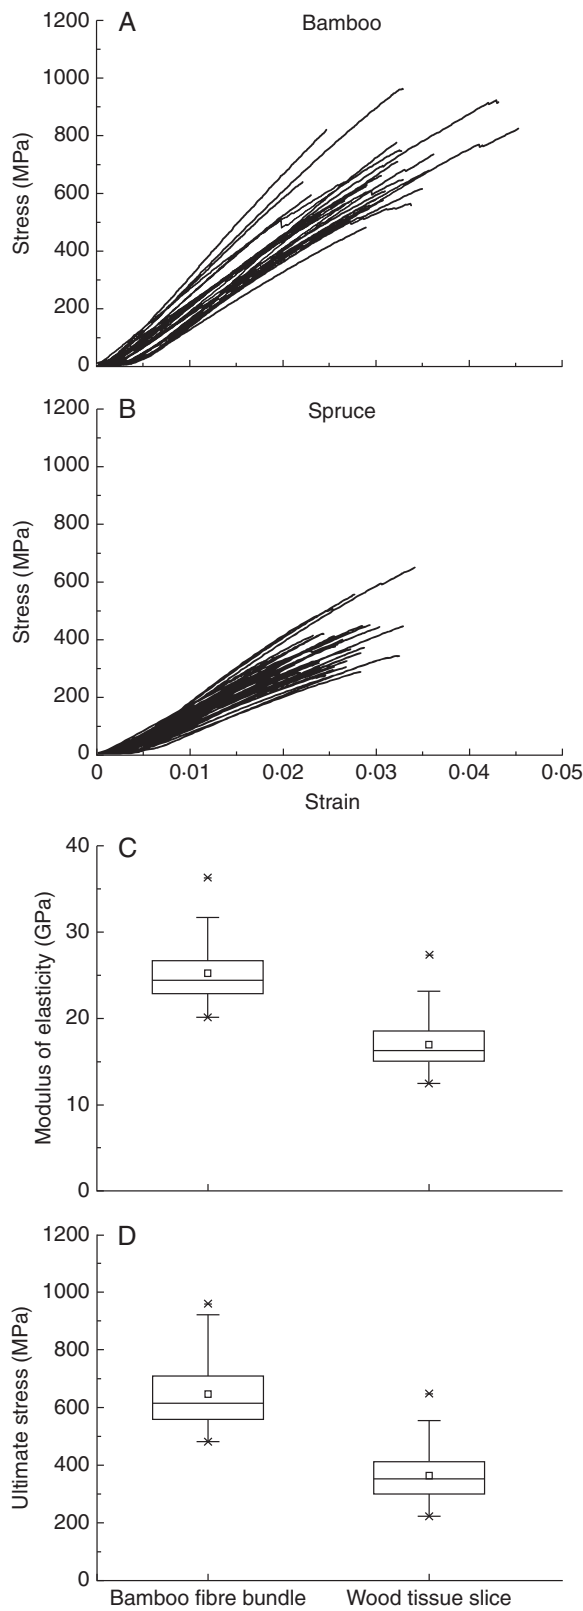 A
Bamboo
1200
1000
800
600
400
200
0
Stress (MPa)
B
Spruce
1200
1000
800
600
400
200
0
Stress (MPa)
0 0·01 0·02 0·03 0·04 0·05
Strain
C
40
30
20
10
0
Modulus of elasticity (GPa)
D
1200
1000
800
600
400
200
0
Ultimate stress (MPa)
Bamboo fibre bundle Wood tissue slice